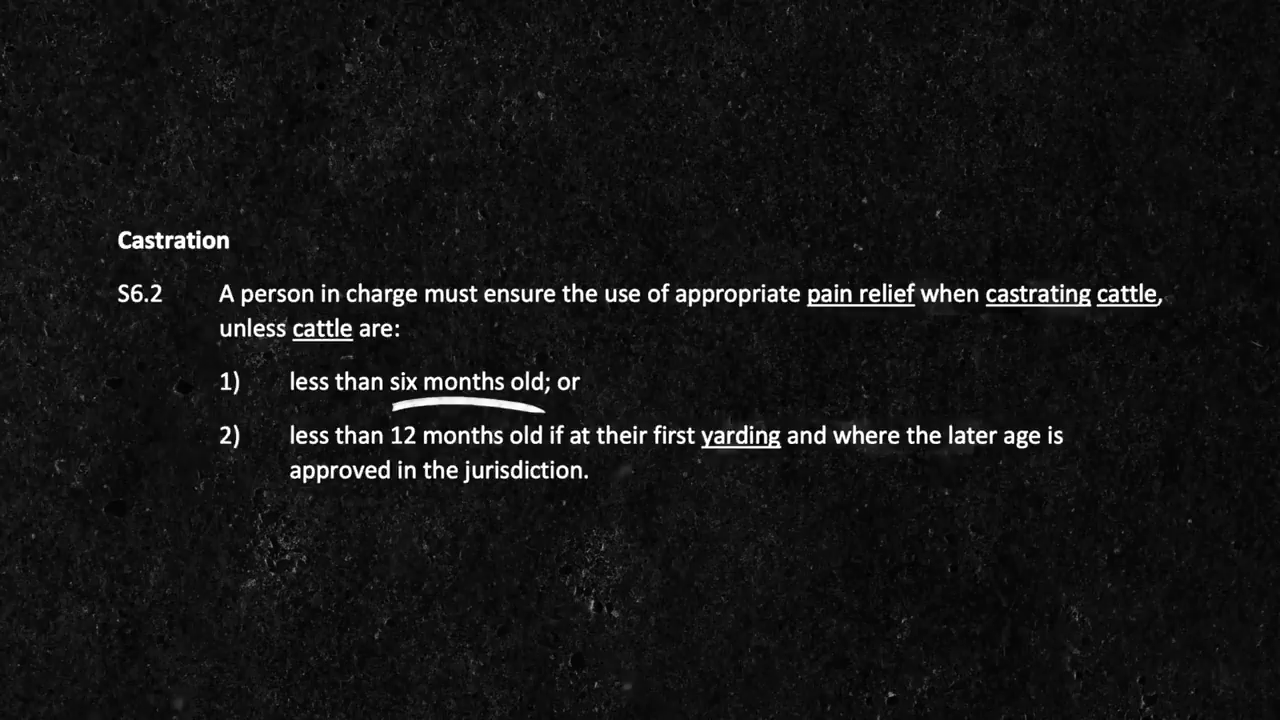 Castration
S6.2 A person in charge must ensure the use of appropriate pain relief when castrating cattle,
unless cattle are:
1) less than six months old; or
2) less than 12 months old if at their first yarding and where the later age is
approved in the jurisdiction.